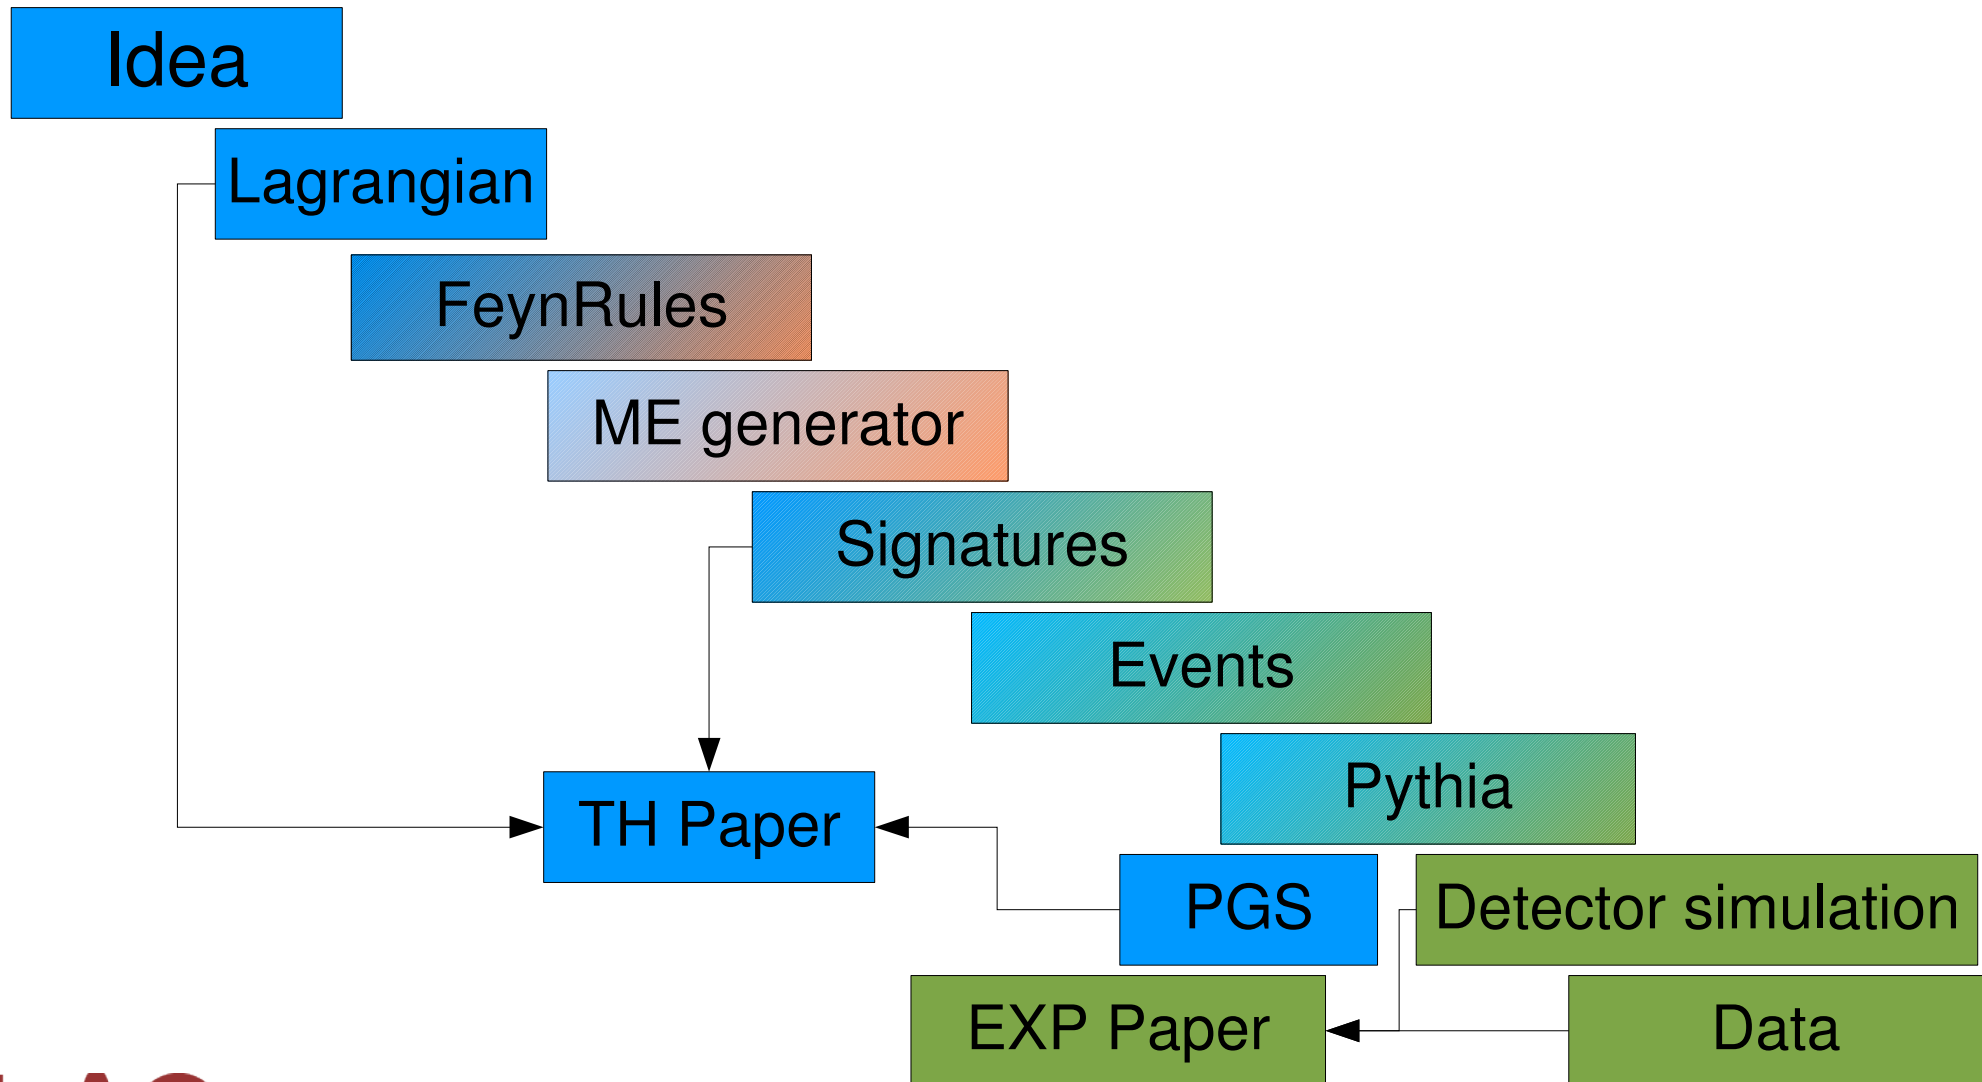 Idea
Lagrangian
FeynRules
ME generator
Signatures
Events
Pythia
TH Paper
PGS
Detector simulation
EXP Paper
Data